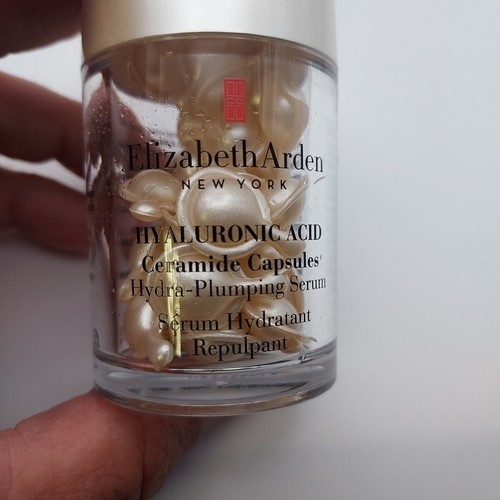 Elizabeth Arden
NEW YORK
HYALURONIC ACID
Ceramide Capsules
Hydra-Plumping Serum
Sérum Hydratant
Repulpant